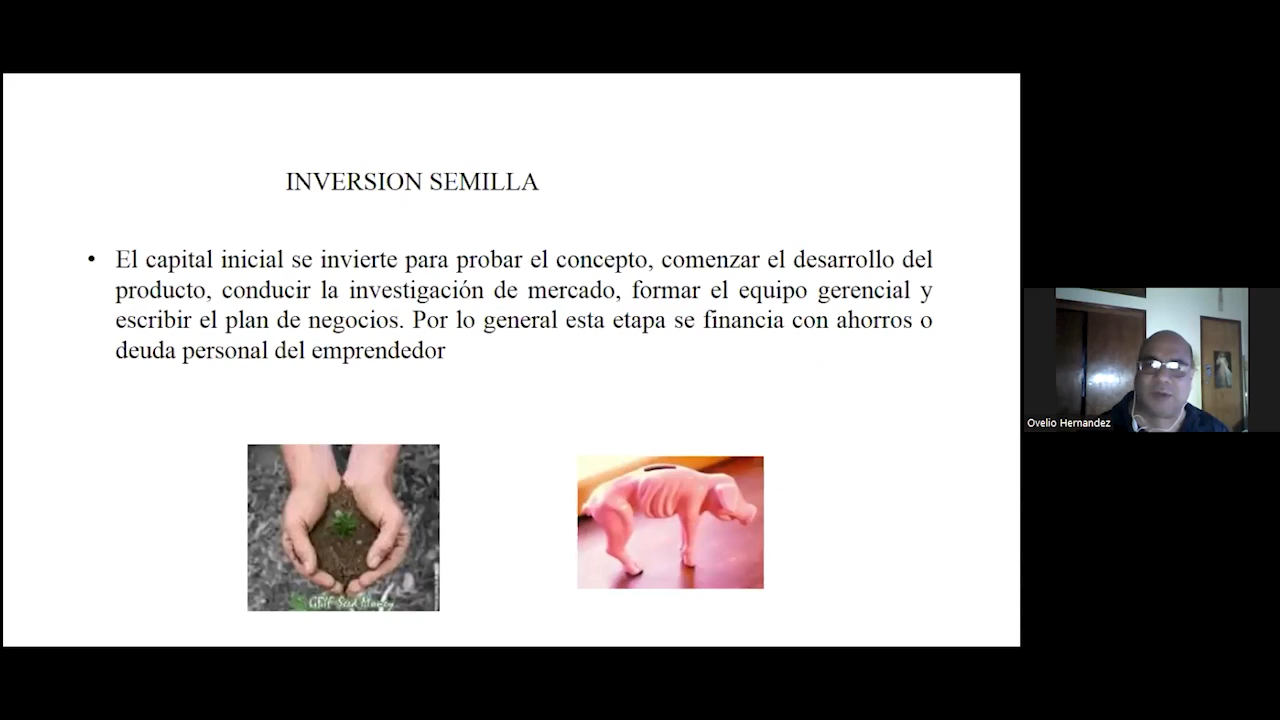 INVERSION SEMILLA
• El capital inicial se invierte para probar el concepto, comenzar el desarrollo del
producto, conducir la investigación de mercado, formar el equipo gerencial y
escribir el plan de negocios. Por lo general esta etapa se financia con ahorros o
deuda personal del emprendedor
Ovelio Hernandez
Seed Money